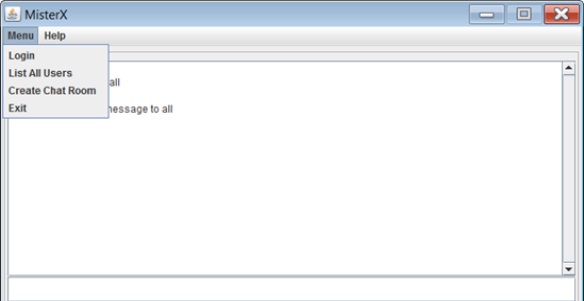 MisterX
Menu Help
Login
List All Users
all
Create Chat Room
Exit
message to all